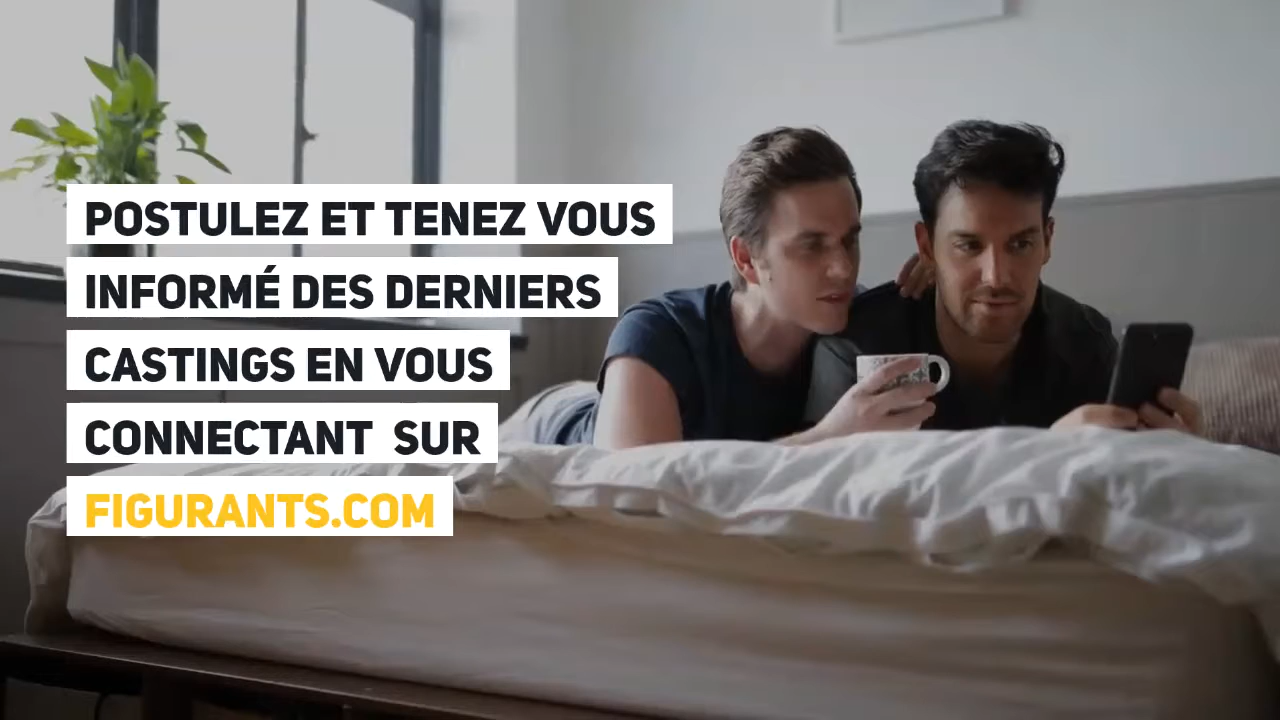 POSTULEZ ET TENEZ VOUS
INFORMÉ DES DERNIERS
CASTINGS EN VOUS
CONNECTANT  SUR
FIGURANTS.COM